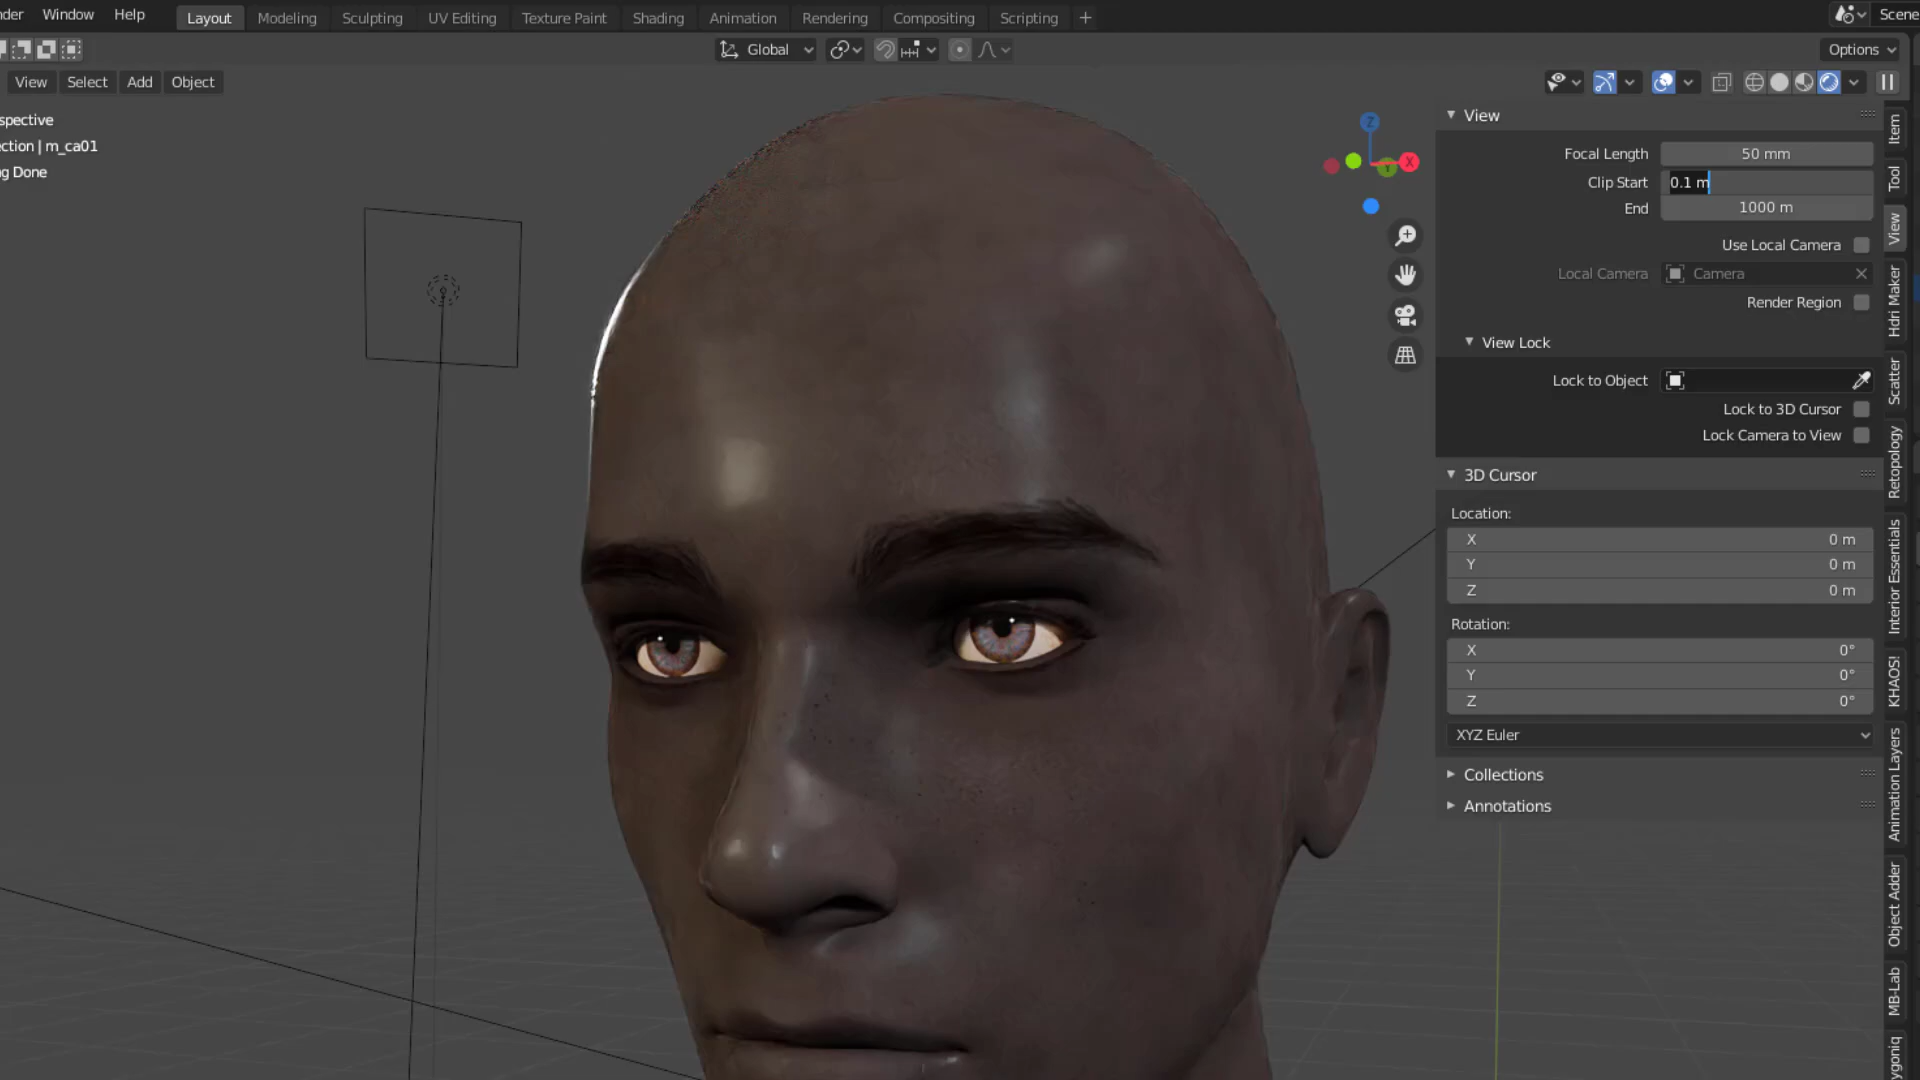 der Window Help Layout Modeling Sculpting UV Editing Texture Paint Shading Animation Rendering Compositing Scripting + Scene
Global Options
View Select Add Object
spective
ction | m_ca01
g Done
Z
X
Y
View
Focal Length 50 mm
Clip Start 0.1 m
End 1000 m
Use Local Camera
Local Camera Camera
Render Region
View Lock
Lock to Object
Lock to 3D Cursor
Lock Camera to View
3D Cursor
Location:
X 0 m
Y 0 m
Z 0 m
Rotation:
X 0°
Y 0°
Z 0°
XYZ Euler
Collections
Annotations
Item
Tool
View
Hdri Maker
Scatter
Retopology
Interior Essentials
KHAOS!
Animation Layers
Object Adder
MB-Lab
ygoniq